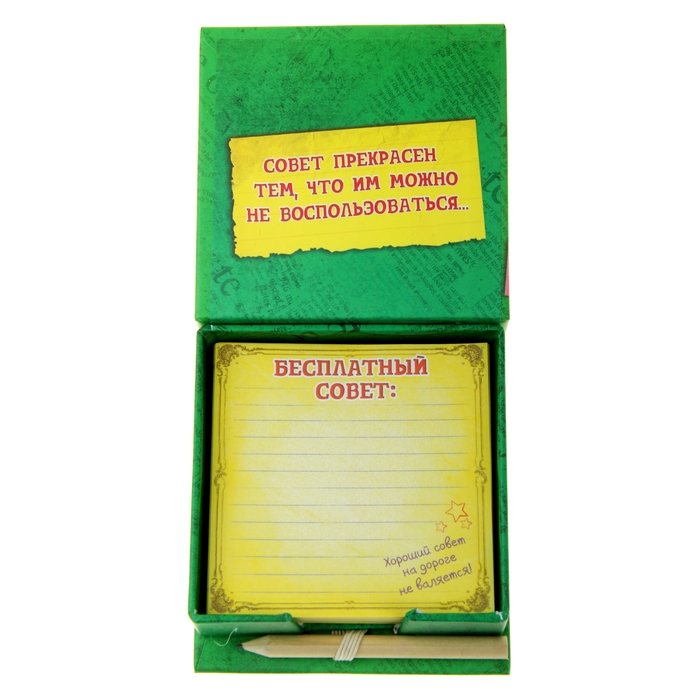 СОВЕТ ПРЕКРАСЕН
ТЕМ, ЧТО ИМ МОЖНО
НЕ ВОСПОЛЬЗОВАТЬСЯ...
БЕСПЛАТНЫЙ
СОВЕТ:
Хороший совет
на дороге
не валяется!